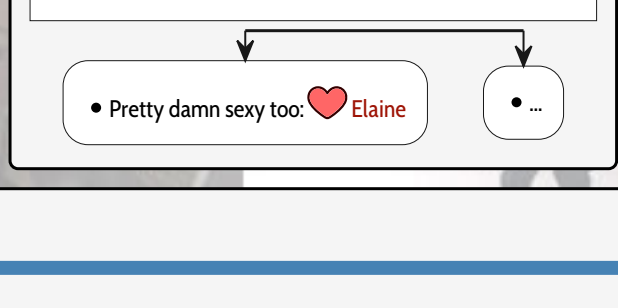 • Pretty damn sexy too: Elaine
• ...